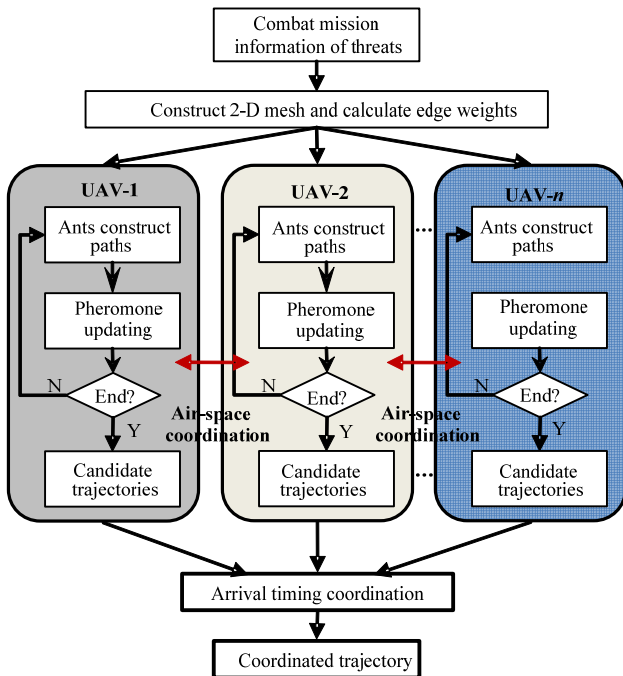 Combat mission
information of threats
Construct 2-D mesh and calculate edge weights
UAV-1
Ants construct
paths
Pheromone
updating
N
End?
Y
Candidate
trajectories
Air-space
coordination
UAV-2
Ants construct
paths
Pheromone
updating
N
End?
Y
Candidate
trajectories
Air-space
coordination
...
...
UAV-n
Ants construct
paths
Pheromone
updating
N
End?
Y
Candidate
trajectories
Arrival timing coordination
Coordinated trajectory